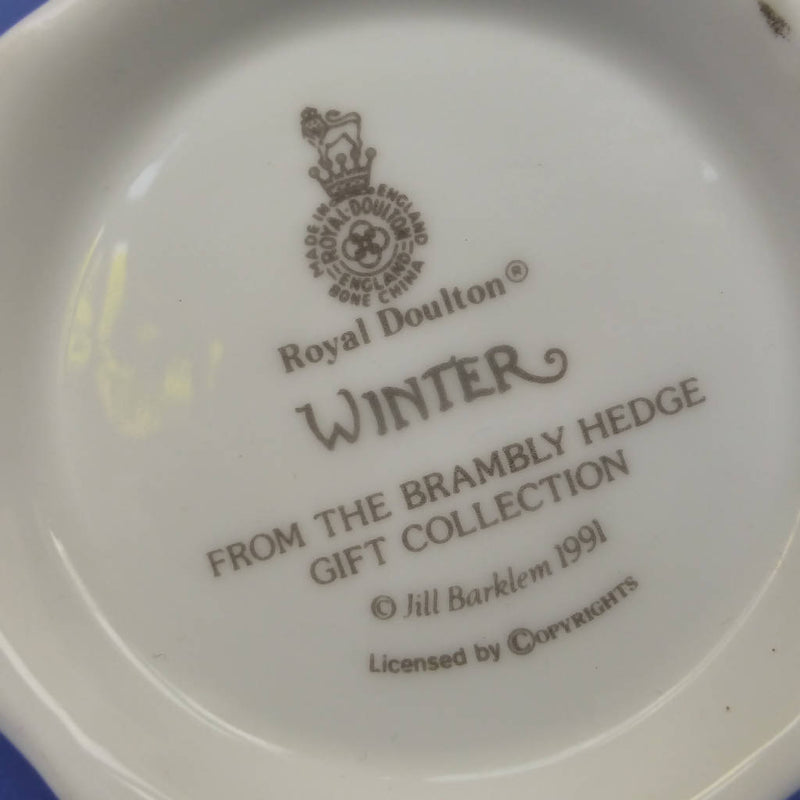 MADE IN ENGLAND
ROYAL DOULTON
ENGLAND
BONE CHINA
Royal Doulton®
WINTER
FROM THE BRAMBLY HEDGE
GIFT COLLECTION
© Jill Barklem 1991
Licensed by ©OPYRIGHTS